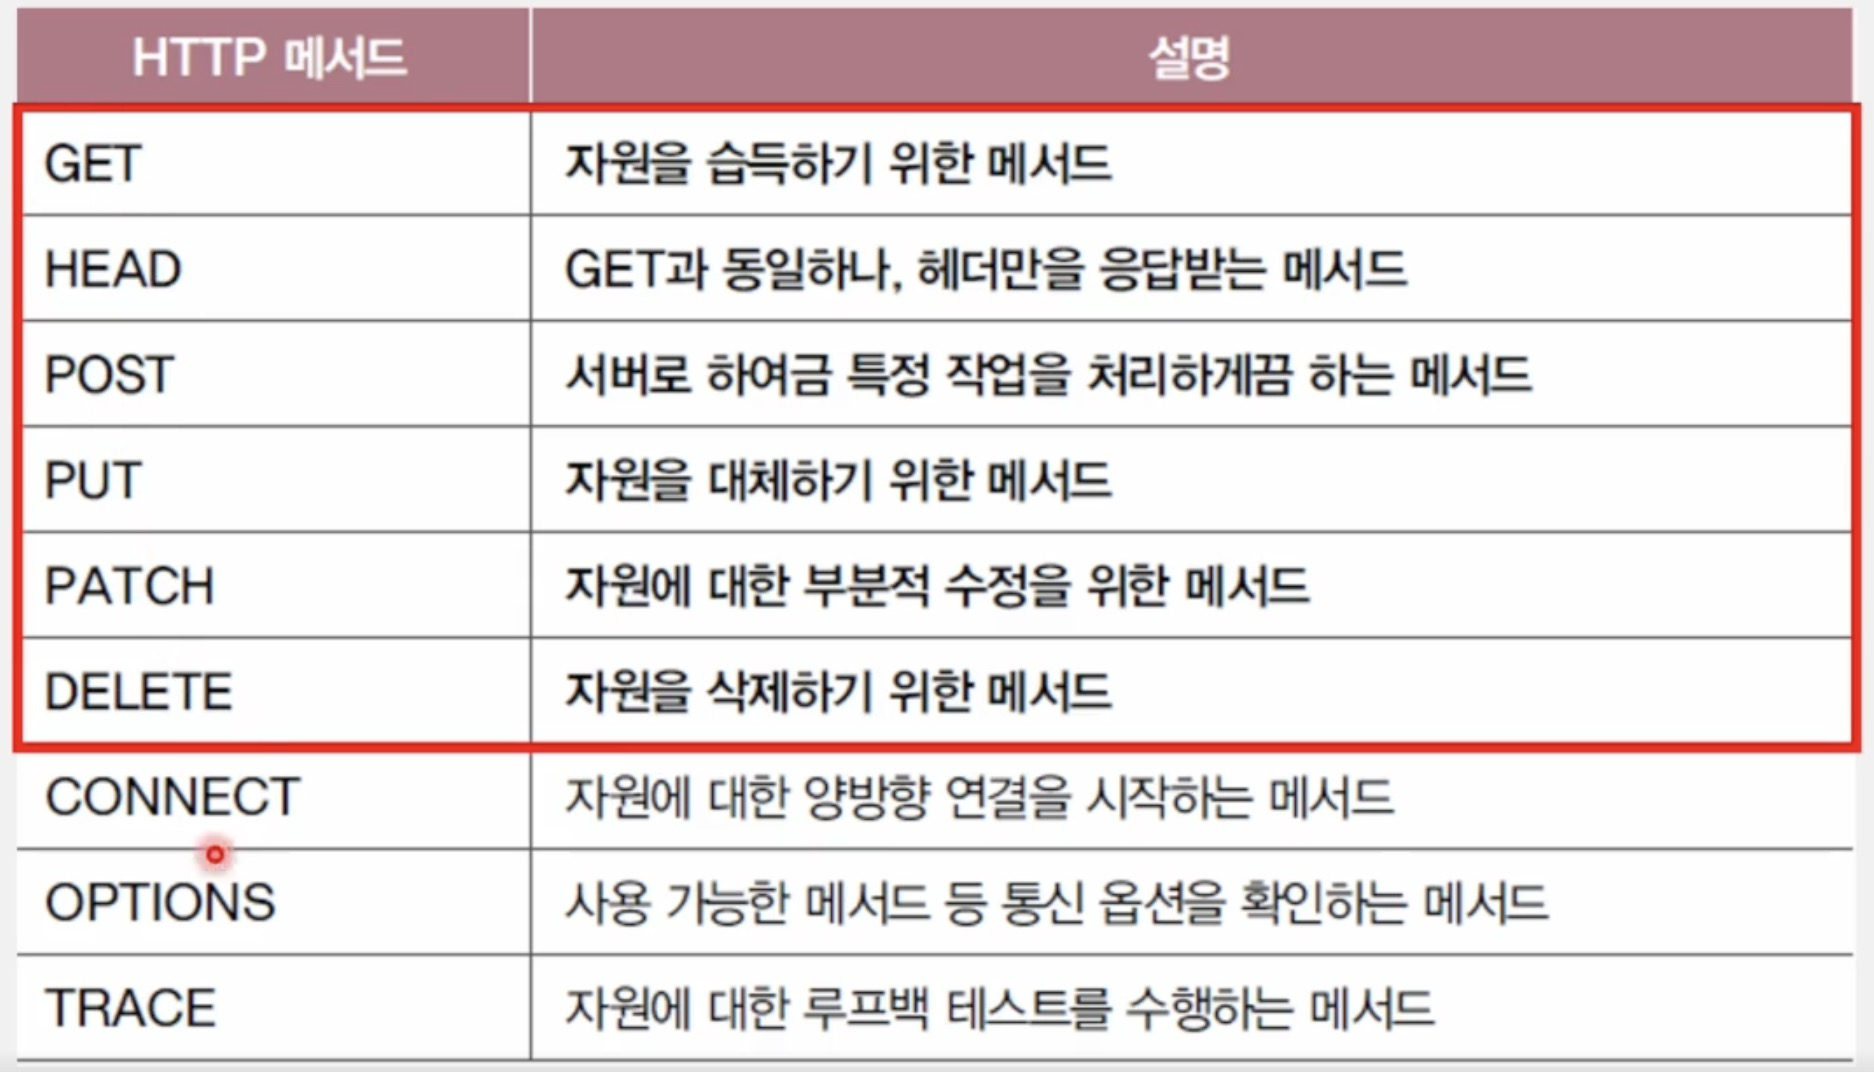 HTTP 메서드 설명
GET 자원을 습득하기 위한 메서드
HEAD GET과 동일하나, 헤더만을 응답받는 메서드
POST 서버로 하여금 특정 작업을 처리하게끔 하는 메서드
PUT 자원을 대체하기 위한 메서드
PATCH 자원에 대한 부분적 수정을 위한 메서드
DELETE 자원을 삭제하기 위한 메서드
CONNECT 자원에 대한 양방향 연결을 시작하는 메서드
OPTIONS 사용 가능한 메서드 등 통신 옵션을 확인하는 메서드
TRACE 자원에 대한 루프백 테스트를 수행하는 메서드